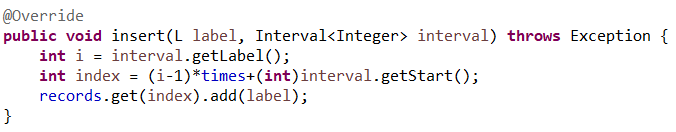 @Override
public void insert(L label, Interval<Integer> interval) throws Exception {
    int i = interval.getLabel();
    int index = (i-1)*times+(int)interval.getStart();
    records.get(index).add(label);
}